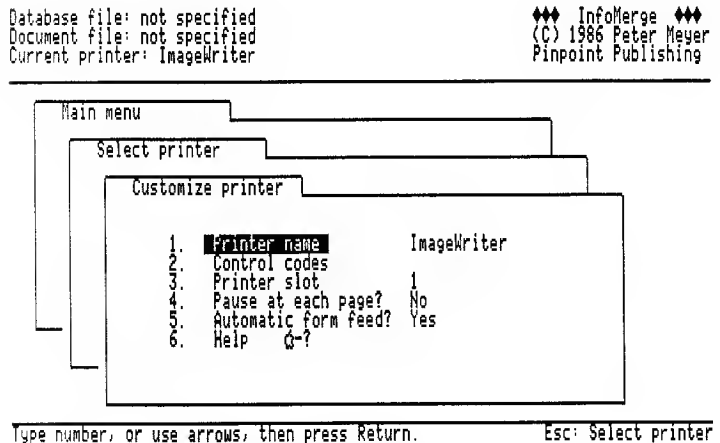 Database file: not specified
Document file: not specified
Current printer: ImageWriter
♦♦♦ InfoMerge ♦♦♦
(C) 1986 Peter Meyer
Pinpoint Publishing
Main menu
Select printer
Customize printer
1. Printer name ImageWriter
2. Control codes
3. Printer slot 1
4. Pause at each page? No
5. Automatic form feed? Yes
6. Help -?
Type number, or use arrows, then press Return.
Esc: Select printer